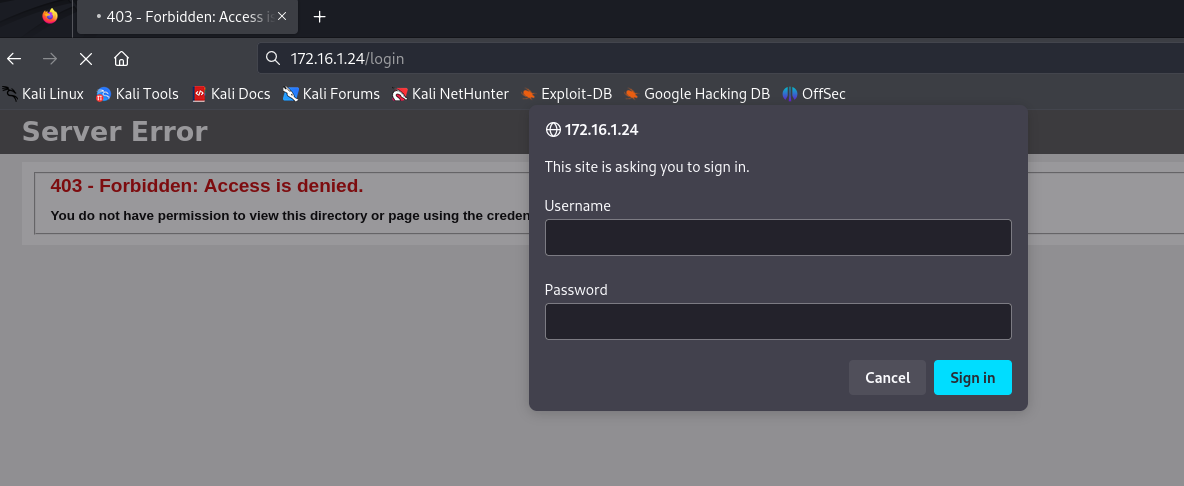 403 - Forbidden: Access is
172.16.1.24/login
Kali Linux Kali Tools Kali Docs Kali Forums Kali NetHunter Exploit-DB Google Hacking DB OffSec
Server Error
403 - Forbidden: Access is denied.
You do not have permission to view this directory or page using the
172.16.1.24
This site is asking you to sign in.
Username
Password
Cancel Sign in